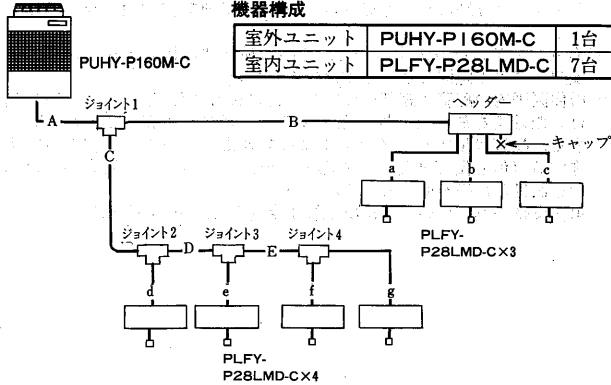 機器構成
室外ユニット PUHY-P160M-C 1台
室内ユニット PLFY-P28LMD-C 7台
PUHY-P160M-C
ジョイント1
ヘッダー
A
B
C
キャップ
a
b
c
PLFY-
P28LMD-C×3
ジョイント2
ジョイント3
ジョイント4
D
E
d
e
f
g
PLFY-
P28LMD-C×4